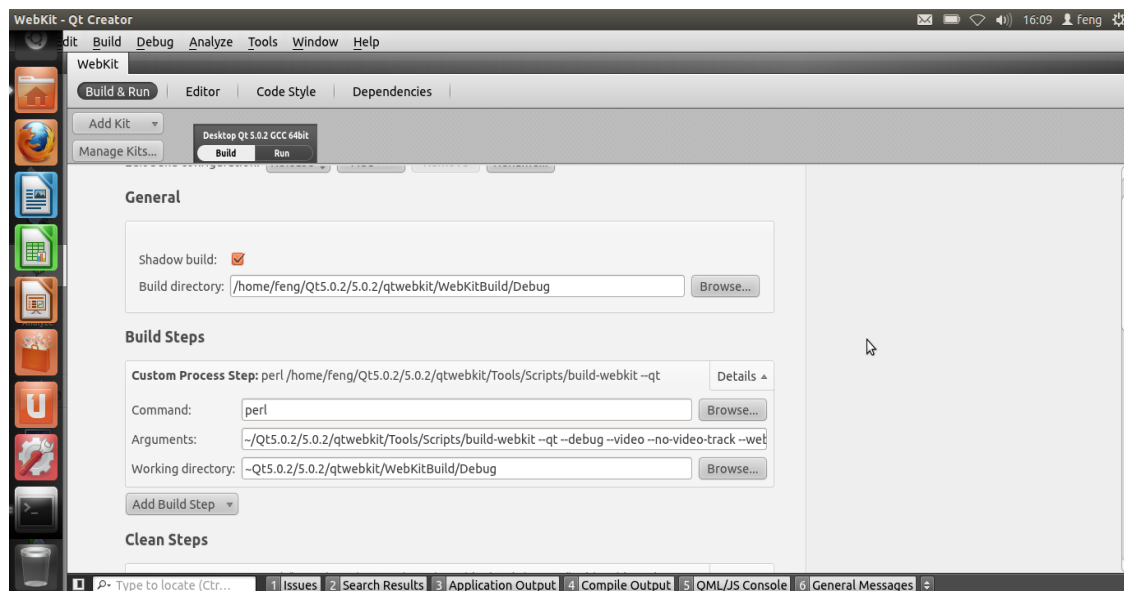 WebKit - Qt Creator 16:09 feng
dit Build Debug Analyze Tools Window Help
WebKit
Build & Run Editor Code Style Dependencies
Add Kit
Manage Kits...
Desktop Qt 5.0.2 GCC 64bit
Build Run
General
Shadow build:
Build directory: /home/feng/Qt5.0.2/5.0.2/qtwebkit/WebKitBuild/Debug Browse...
Build Steps
Custom Process Step: perl /home/feng/Qt5.0.2/5.0.2/qtwebkit/Tools/Scripts/build-webkit --qt Details
Command: perl Browse...
Arguments: ~/Qt5.0.2/5.0.2/qtwebkit/Tools/Scripts/build-webkit --qt --debug --video --no-video-track --web
Working directory: ~Qt5.0.2/5.0.2/qtwebkit/WebKitBuild/Debug Browse...
Add Build Step
Clean Steps
Type to locate (Ctr... 1 Issues 2 Search Results 3 Application Output 4 Compile Output 5 QML/JS Console 6 General Messages